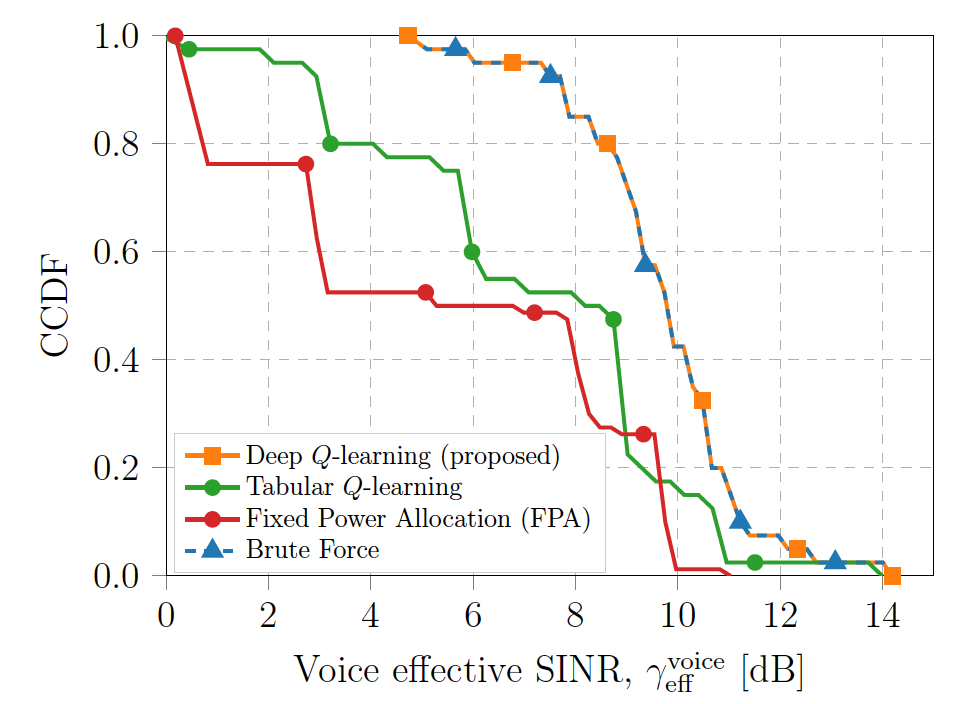 1.0
0.8
0.6
0.4
0.2
0.0
CCDF
Deep Q-learning (proposed)
Tabular Q-learning
Fixed Power Allocation (FPA)
Brute Force
0 2 4 6 8 10 12 14
Voice effective SINR, γ_eff^voice [dB]